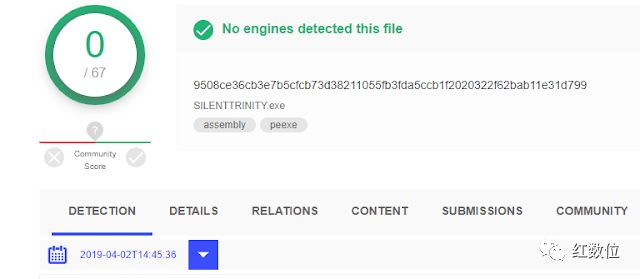 0
/ 67
No engines detected this file
9508ce36cb3e7b5cfcb73d38211055fb3fda5ccb1f2020322f62bab11e31d799
SILENTTRINITY.exe
assembly peexe
?
Community
Score
DETECTION DETAILS RELATIONS CONTENT SUBMISSIONS COMMUNITY
2019-04-02T14:45:36
红数位